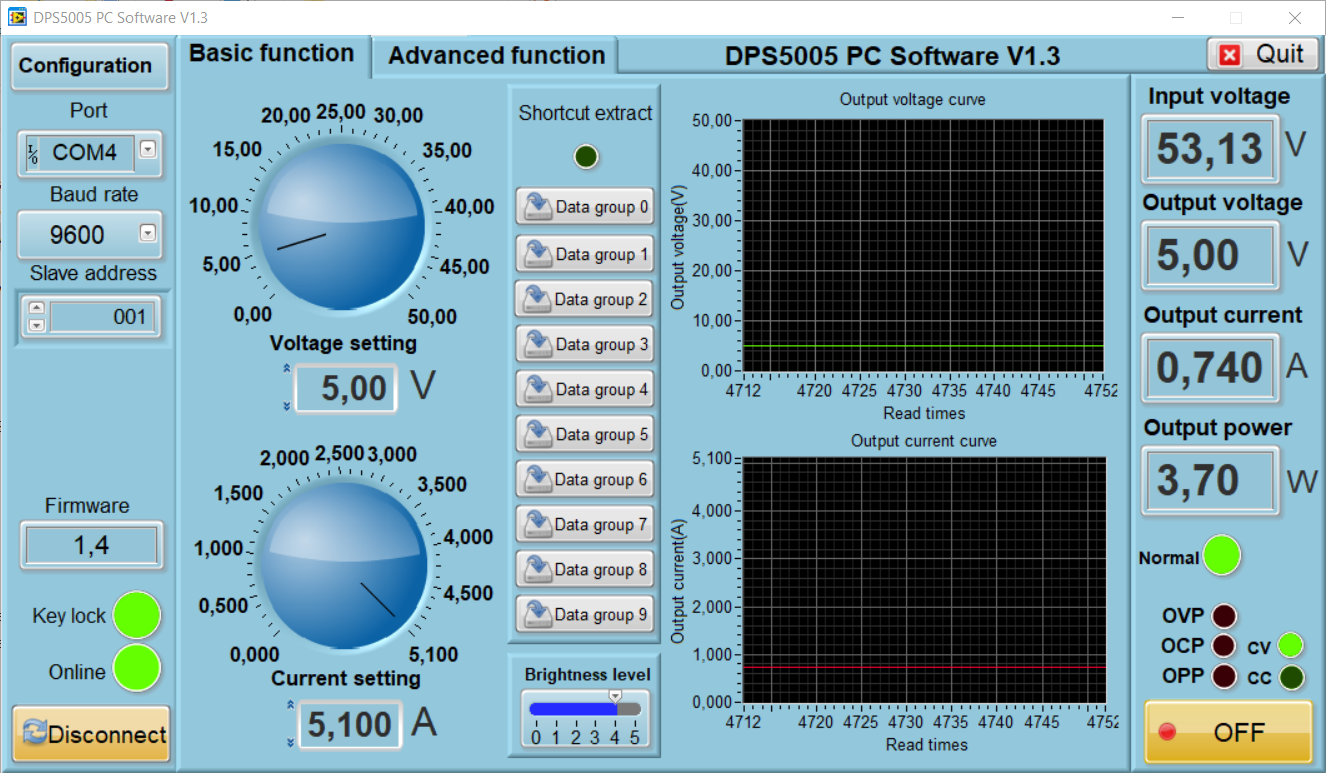 DPS5005 PC Software V1.3
Configuration
Basic function
Advanced function
DPS5005 PC Software V1.3
Quit
Port
I/O COM4
Baud rate
9600
Slave address
001
Firmware
1,4
Key lock
Online
Disconnect
0,00
5,00
10,00
15,00
20,00
25,00
30,00
35,00
40,00
45,00
50,00
Voltage setting
5,00 V
0,000
0,500
1,000
1,500
2,000
2,500
3,000
3,500
4,000
4,500
5,100
Current setting
5,100 A
Shortcut extract
Data group 0
Data group 1
Data group 2
Data group 3
Data group 4
Data group 5
Data group 6
Data group 7
Data group 8
Data group 9
Brightness level
0 1 2 3 4 5
Output voltage curve
Output voltage(V)
50,00
40,00
30,00
20,00
10,00
0,00
4712 4720 4725 4730 4735 4740 4745 4752
Read times
Output current curve
Output current(A)
5,100
4,000
3,000
2,000
1,000
0,000
4712 4720 4725 4730 4735 4740 4745 4752
Read times
Input voltage
53,13 V
Output voltage
5,00 V
Output current
0,740 A
Output power
3,70 W
Normal
OVP
OCP CV
OPP CC
OFF